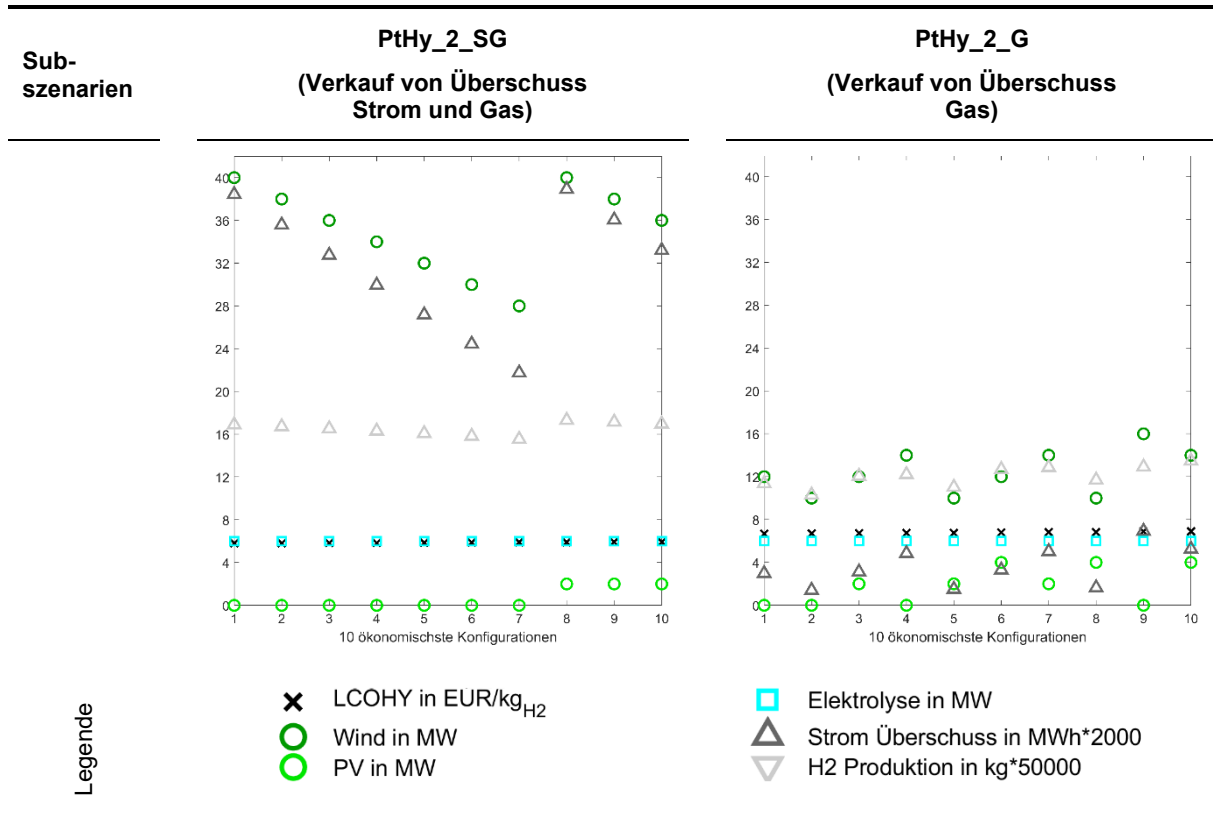 Sub-
szenarien
PtHy_2_SG
(Verkauf von Überschuss
Strom und Gas)
PtHy_2_G
(Verkauf von Überschuss
Gas)
40
36
32
28
24
20
16
12
8
4
0
1 2 3 4 5 6 7 8 9 10
10 ökonomischste Konfigurationen
40
36
32
28
24
20
16
12
8
4
0
1 2 3 4 5 6 7 8 9 10
10 ökonomischste Konfigurationen
Legende
LCOHY in EUR/kgH2
Wind in MW
PV in MW
Elektrolyse in MW
Strom Überschuss in MWh*2000
H2 Produktion in kg*50000